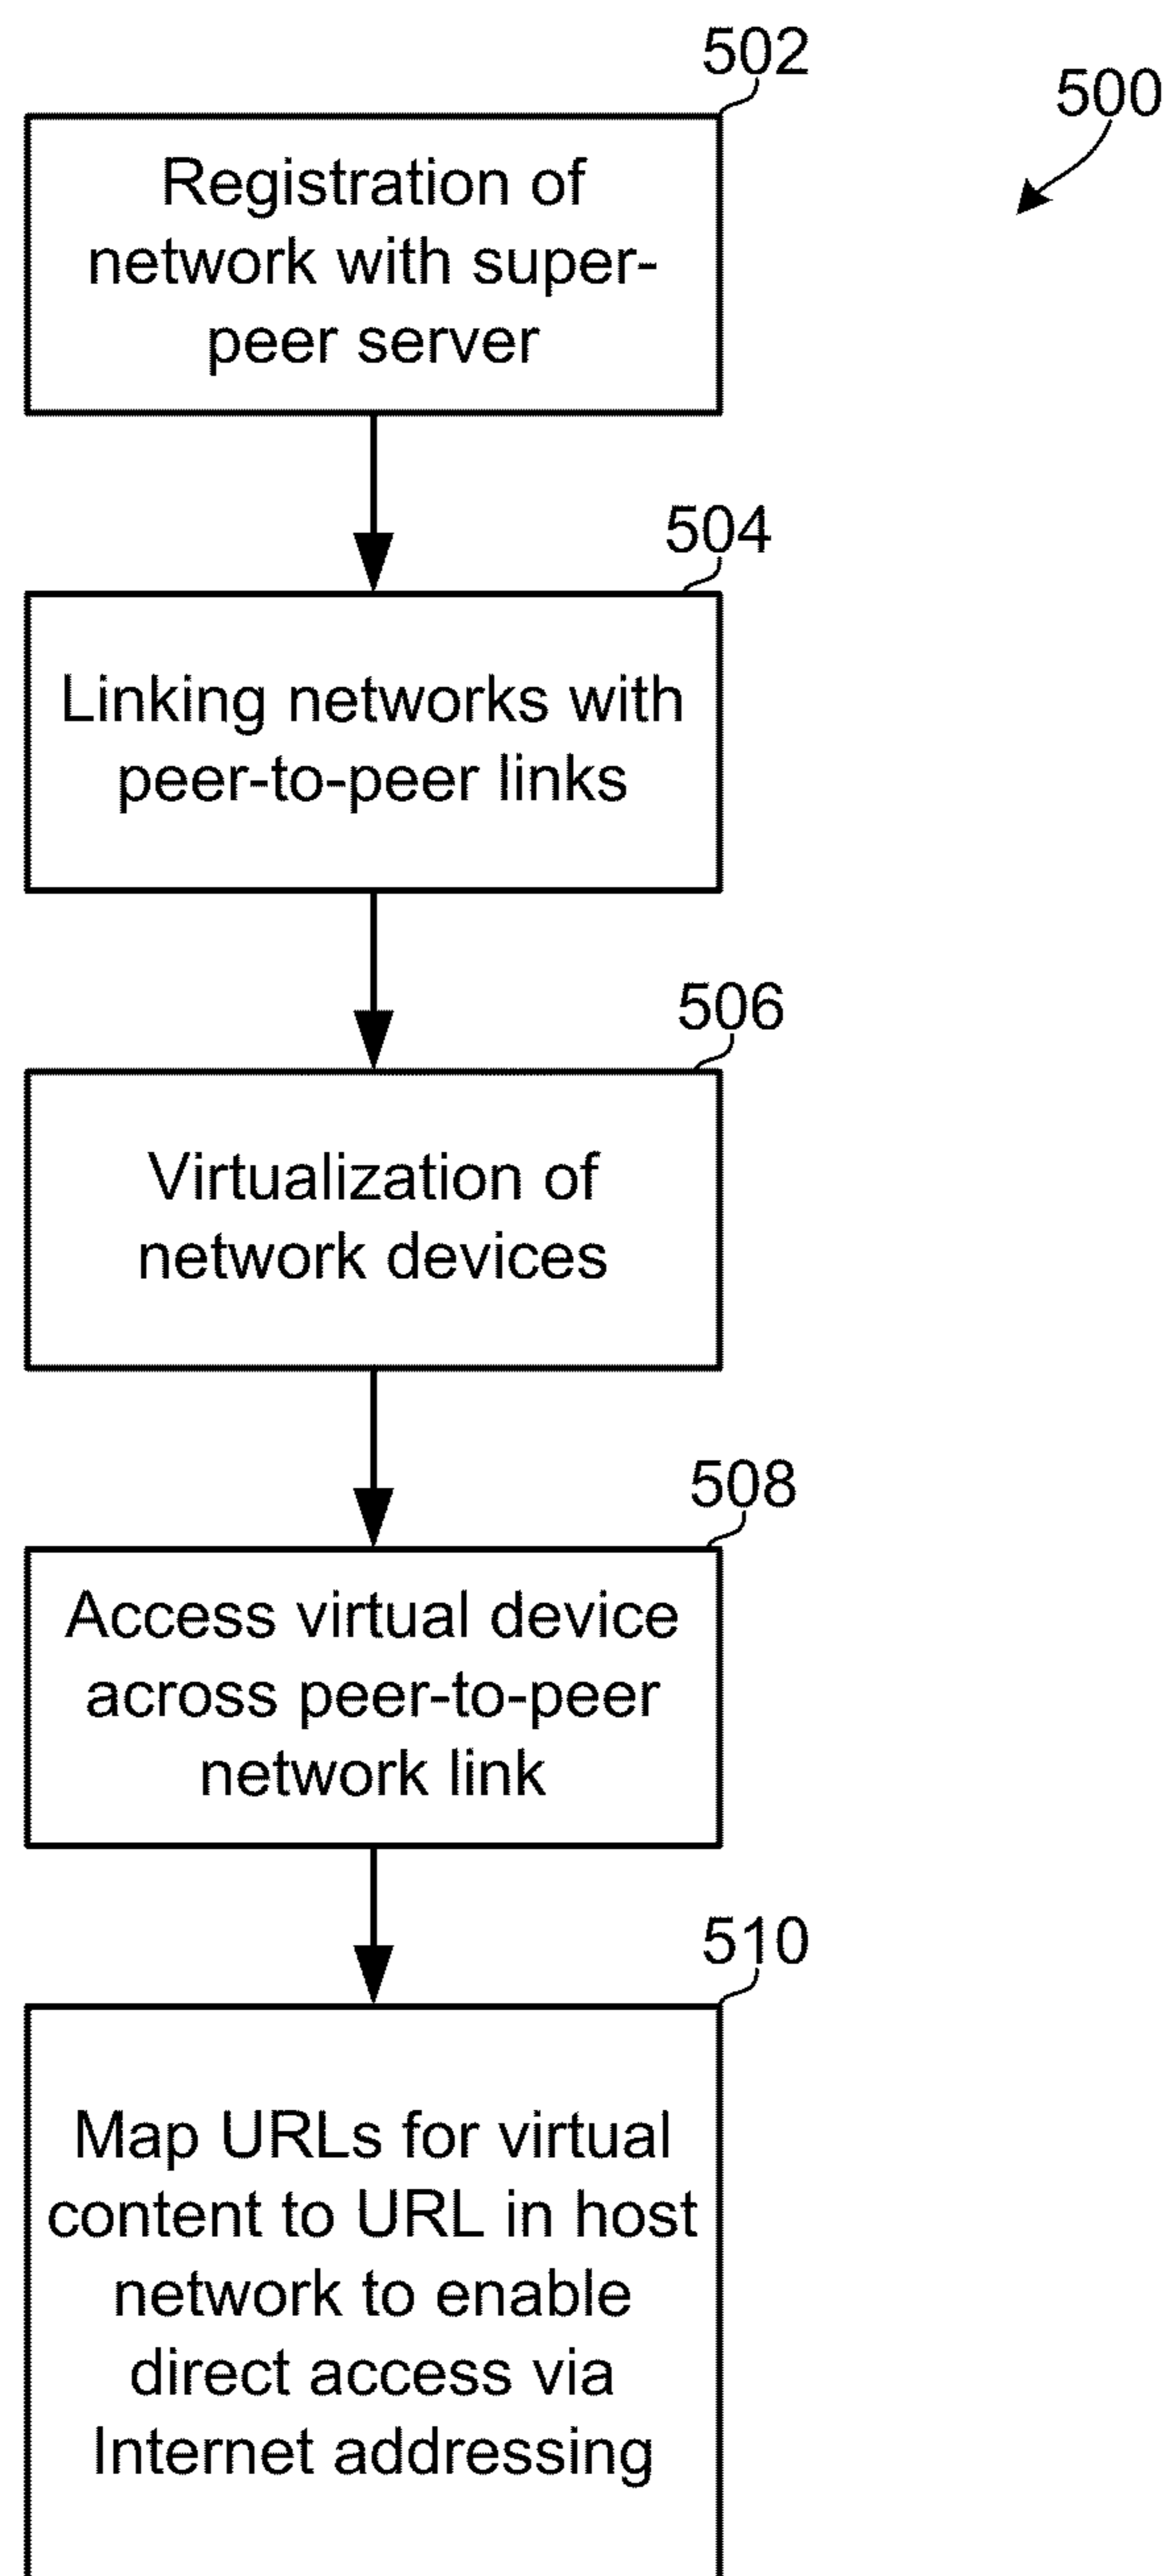 502
500
Registration of
network with super-
peer server
504
Linking networks with
peer-to-peer links
506
Virtualization of
network devices
508
Access virtual device
across peer-to-peer
network link
510
Map URLs for virtual
content to URL in host
network to enable
direct access via
Internet addressing